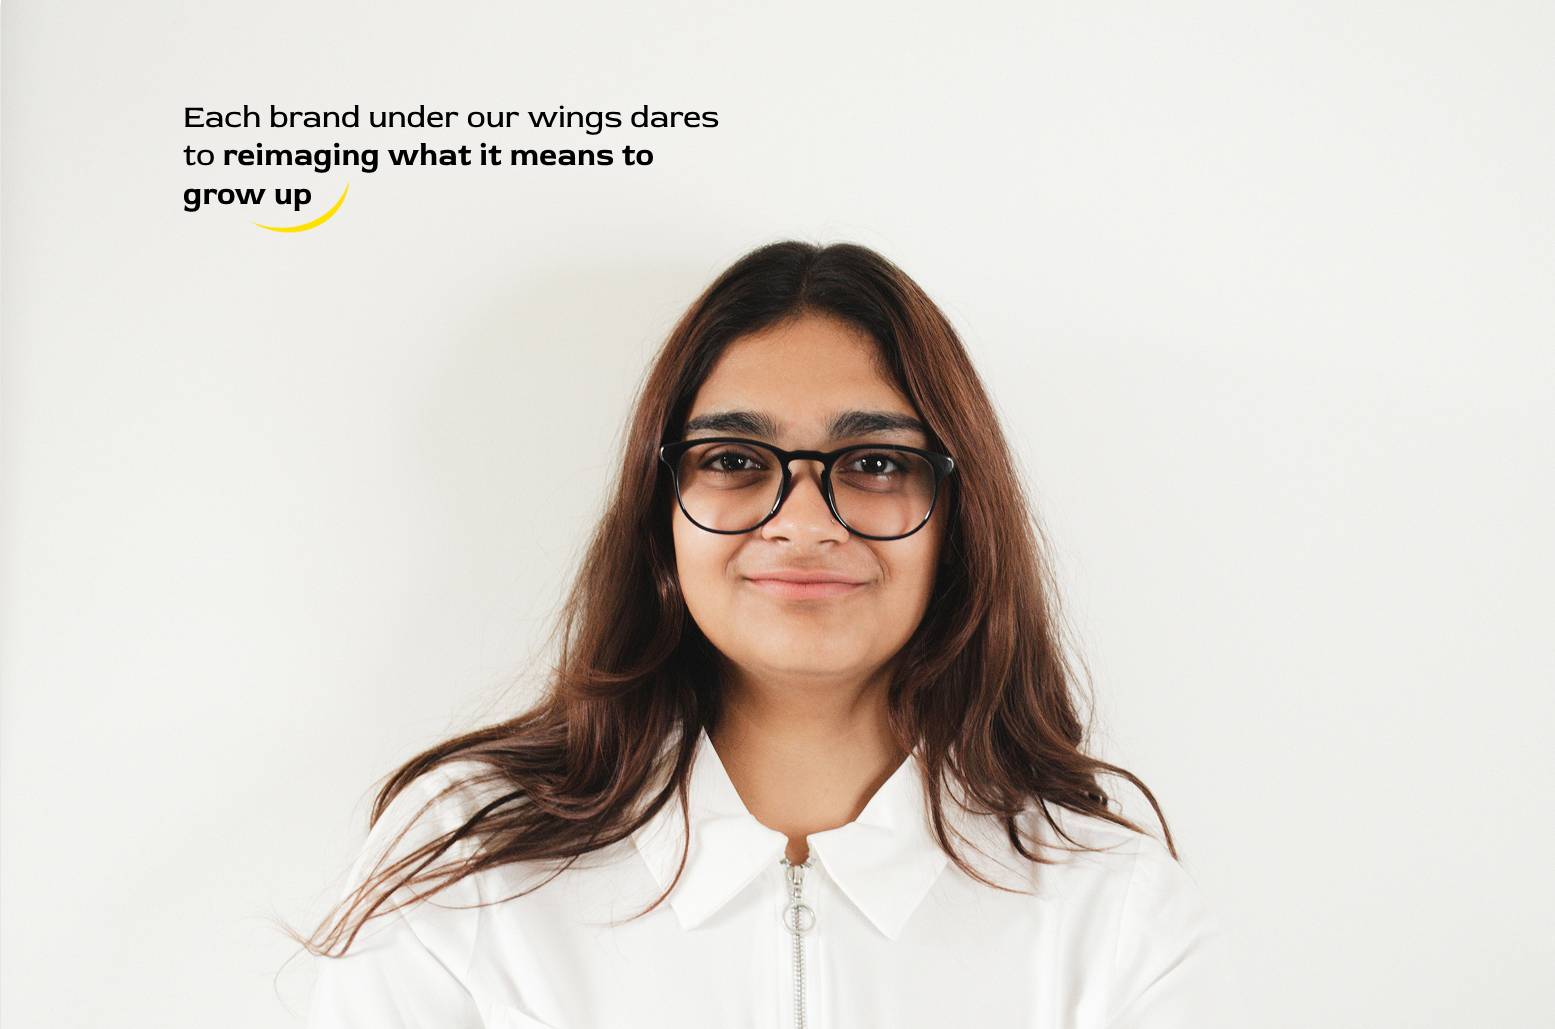 Each brand under our wings dares
to reimaging what it means to
grow up